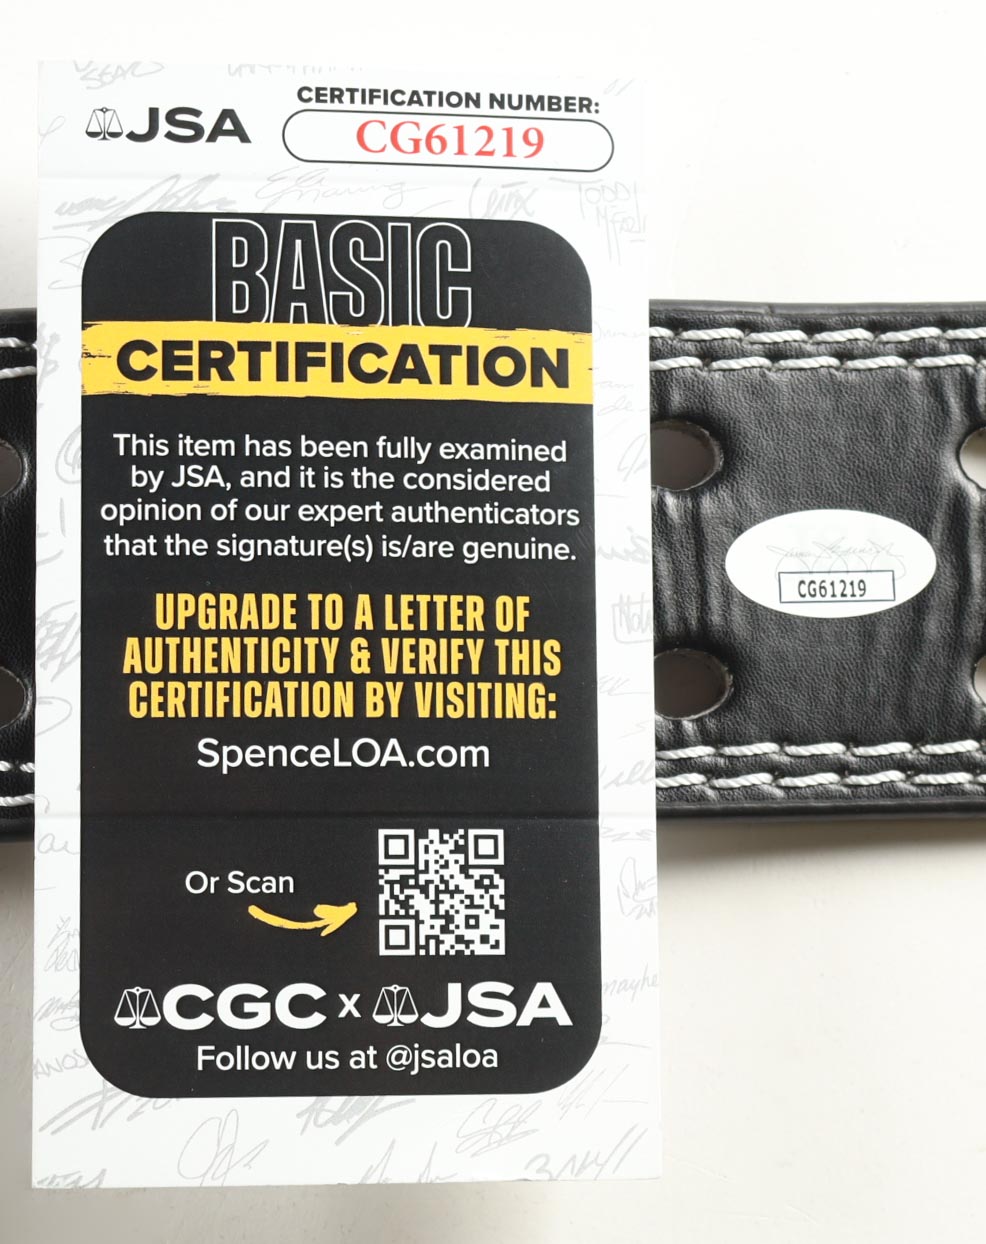 JSA
CERTIFICATION NUMBER:
CG61219
BASIC
CERTIFICATION
This item has been fully examined
by JSA, and it is the considered
opinion of our expert authenticators
that the signature(s) is/are genuine.
UPGRADE TO A LETTER OF
AUTHENTICITY & VERIFY THIS
CERTIFICATION BY VISITING:
SpenceLOA.com
Or Scan
CGC x JSA
Follow us at @jsaloa
CG61219